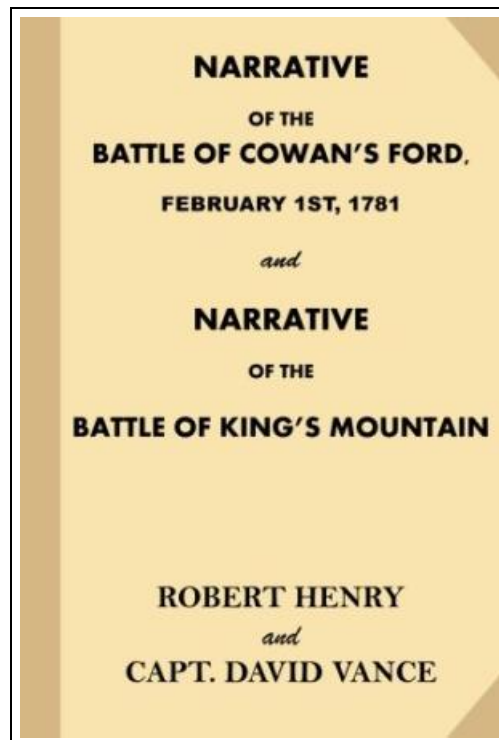 NARRATIVE
OF THE
BATTLE OF COWAN'S FORD,
FEBRUARY 1ST, 1781
and
NARRATIVE
OF THE
BATTLE OF KING'S MOUNTAIN
ROBERT HENRY
and
CAPT. DAVID VANCE